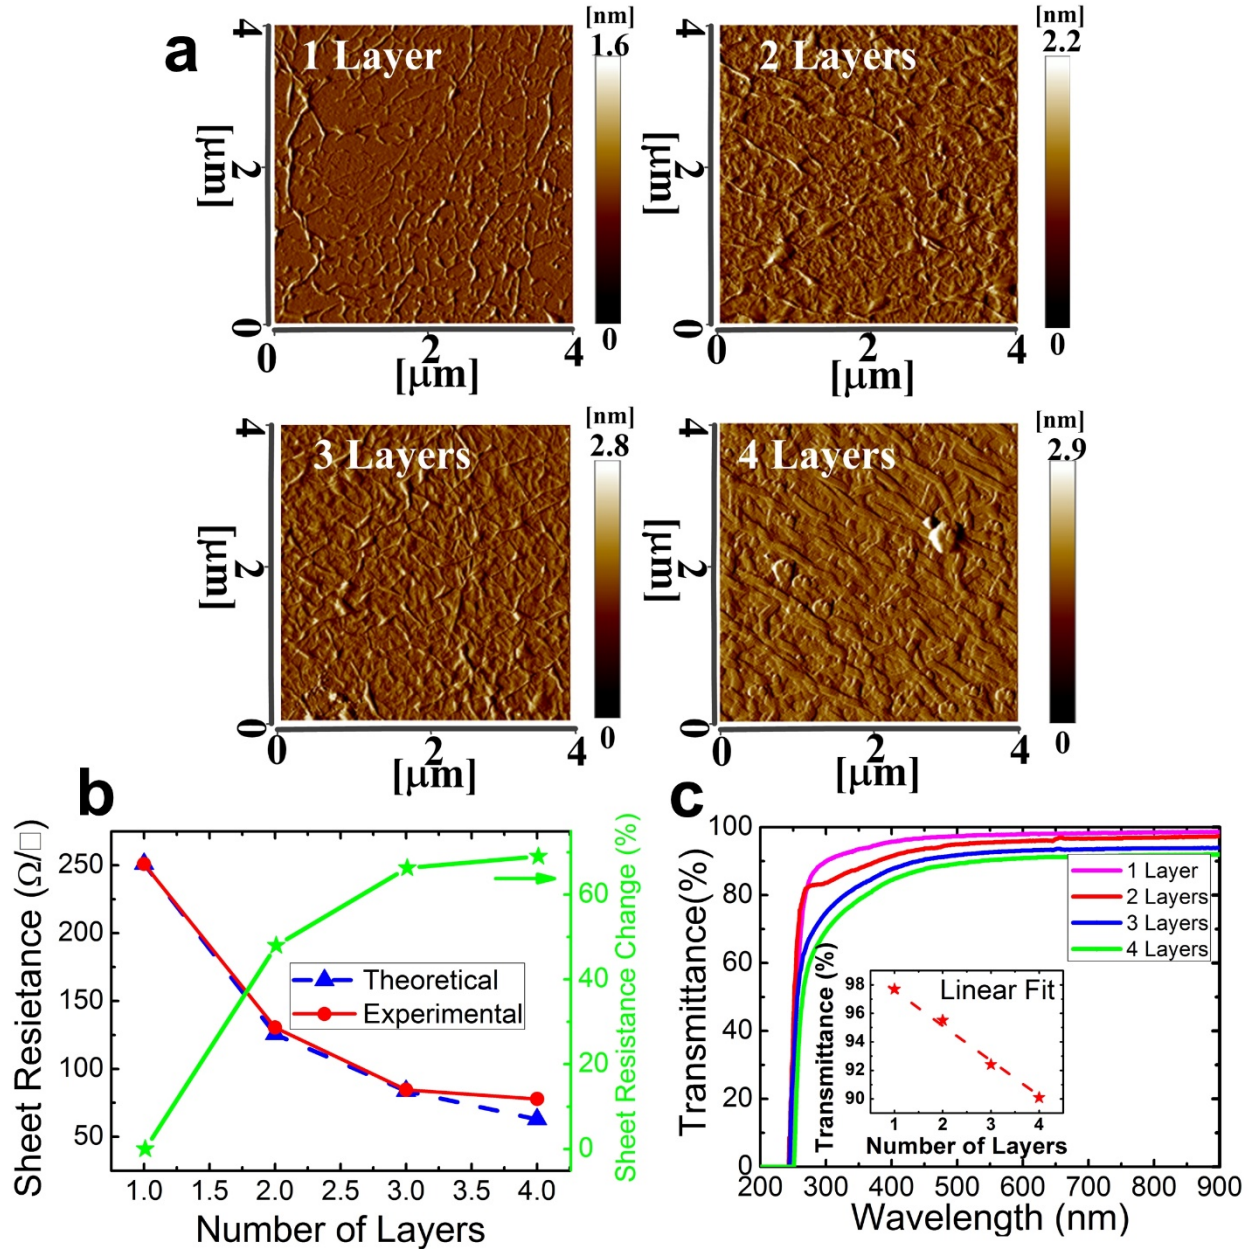 a
[nm]
1.6
0
1 Layer
4
2
0
[μm]
0
2
4
[μm]
[nm]
2.2
0
2 Layers
4
2
0
[μm]
0
2
4
[μm]
[nm]
2.8
0
3 Layers
4
2
0
[μm]
0
2
4
[μm]
[nm]
2.9
0
4 Layers
4
2
0
[μm]
0
2
4
[μm]
b
Sheet Resietance (Ω/□)
250
200
150
100
50
Theoretical
Experimental
60
40
20
0
Sheet Resistance Change (%)
1.0 1.5 2.0 2.5 3.0 3.5 4.0
Number of Layers
c
Transmittance(%)
100
80
60
40
20
0
1 Layer
2 Layers
3 Layers
4 Layers
Transmittance (%)
98
96
94
92
90
Linear Fit
1 2 3 4
Number of Layers
200 300 400 500 600 700 800 900
Wavelength (nm)